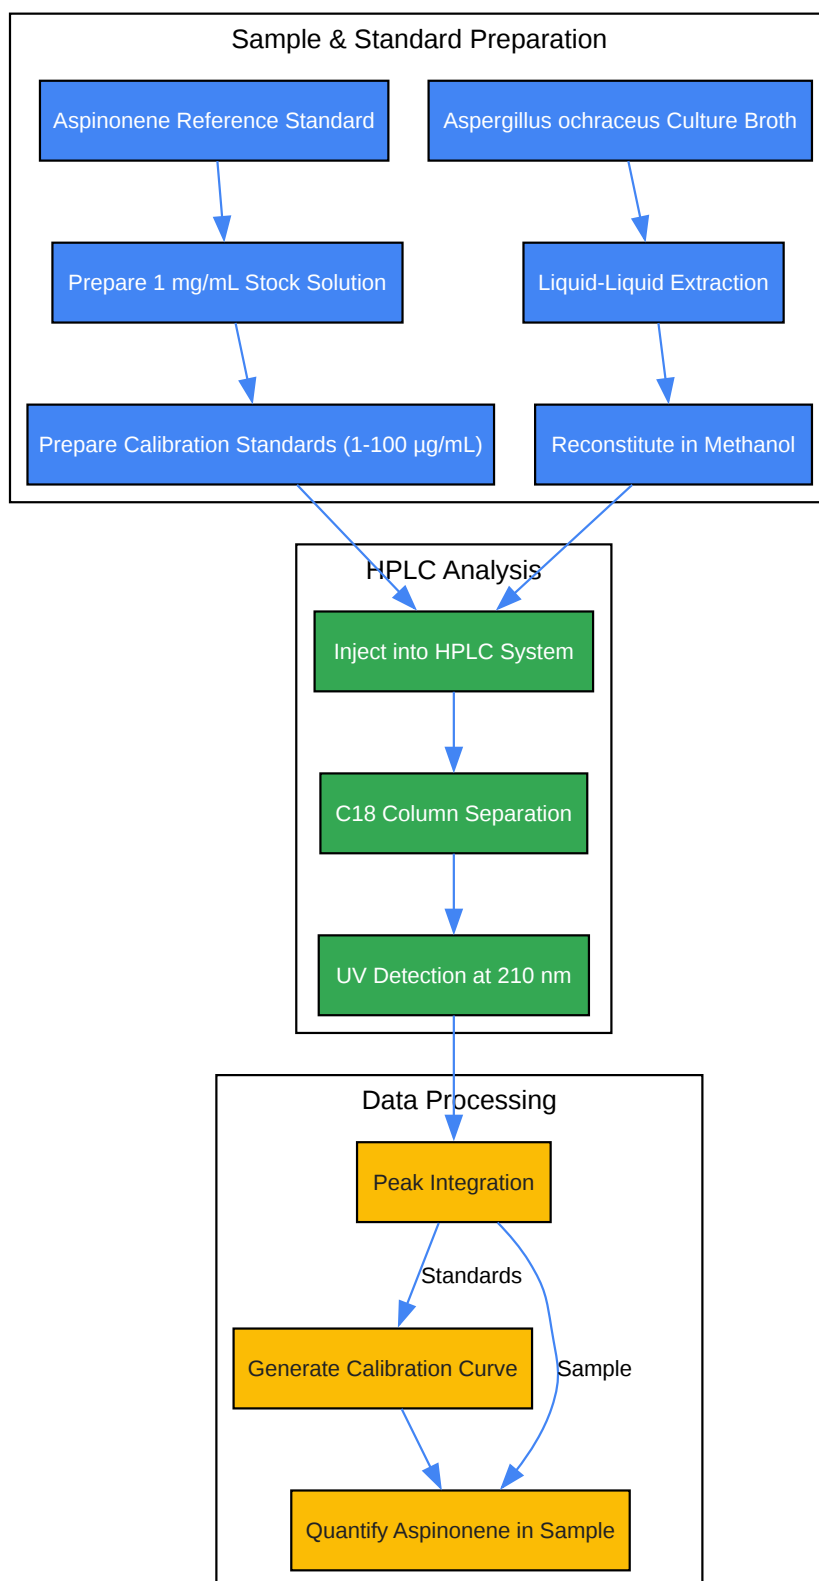 Sample & Standard Preparation
Aspinonene Reference Standard
Aspergillus ochraceus Culture Broth
Prepare 1 mg/mL Stock Solution
Liquid-Liquid Extraction
Prepare Calibration Standards (1-100 µg/mL)
Reconstitute in Methanol
HPLC Analysis
Inject into HPLC System
C18 Column Separation
UV Detection at 210 nm
Data Processing
Peak Integration
Standards
Generate Calibration Curve
Sample
Quantify Aspinonene in Sample